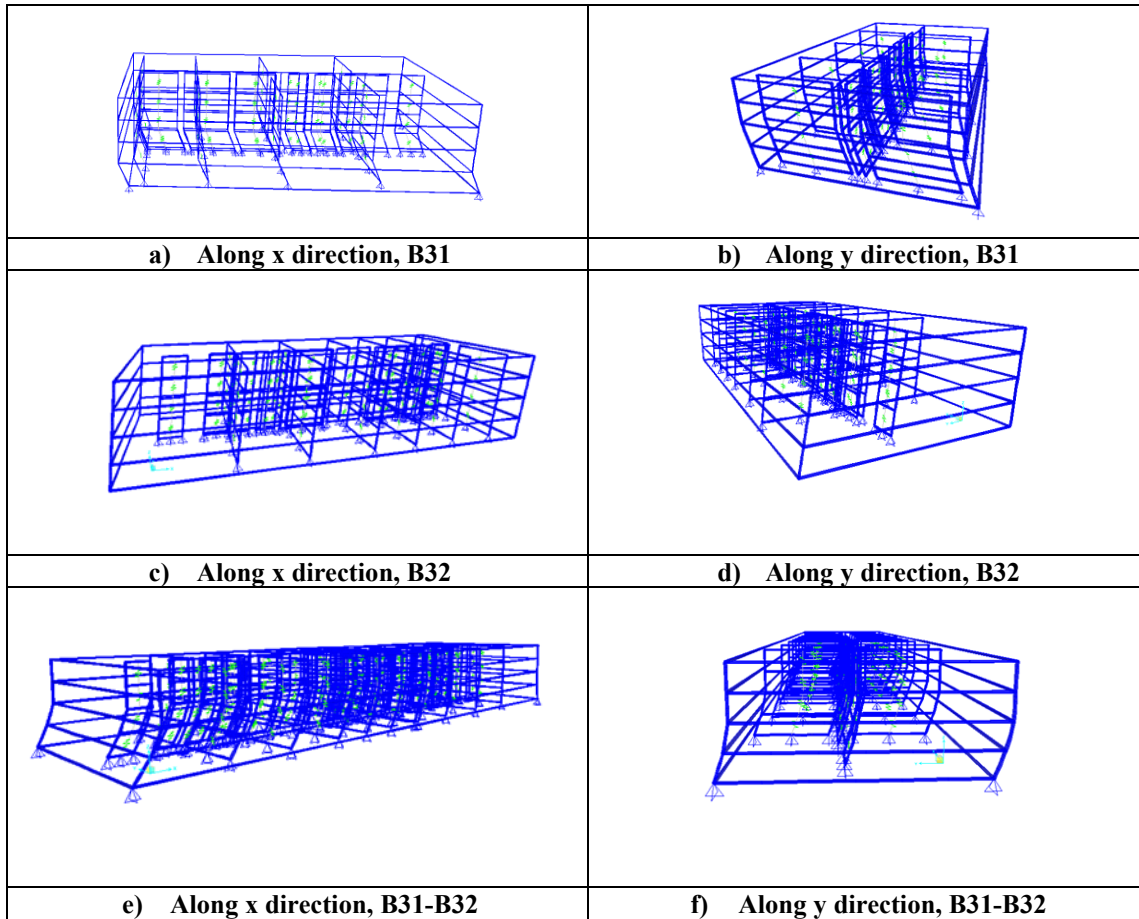 a) Along x direction, B31
b) Along y direction, B31
c) Along x direction, B32
d) Along y direction, B32
e) Along x direction, B31-B32
f) Along y direction, B31-B32